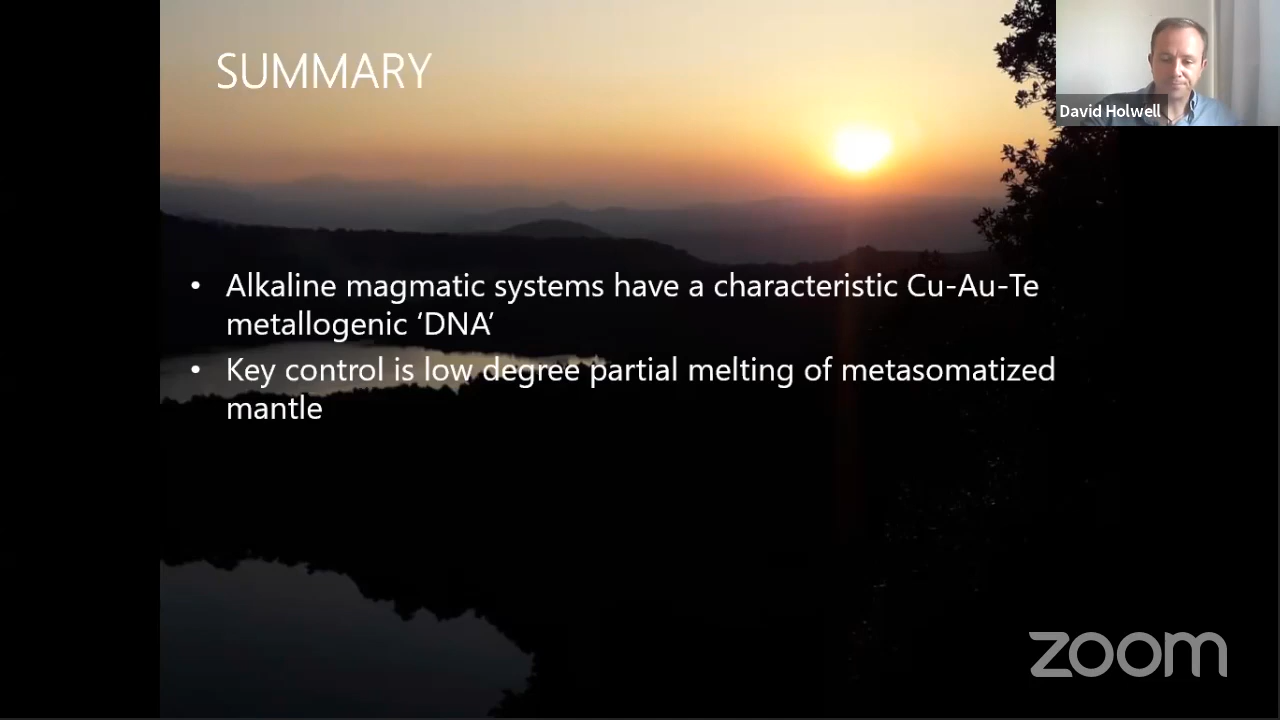 SUMMARY
David Holwell
• Alkaline magmatic systems have a characteristic Cu-Au-Te
metallogenic ‘DNA’
• Key control is low degree partial melting of metasomatized
mantle
zoom